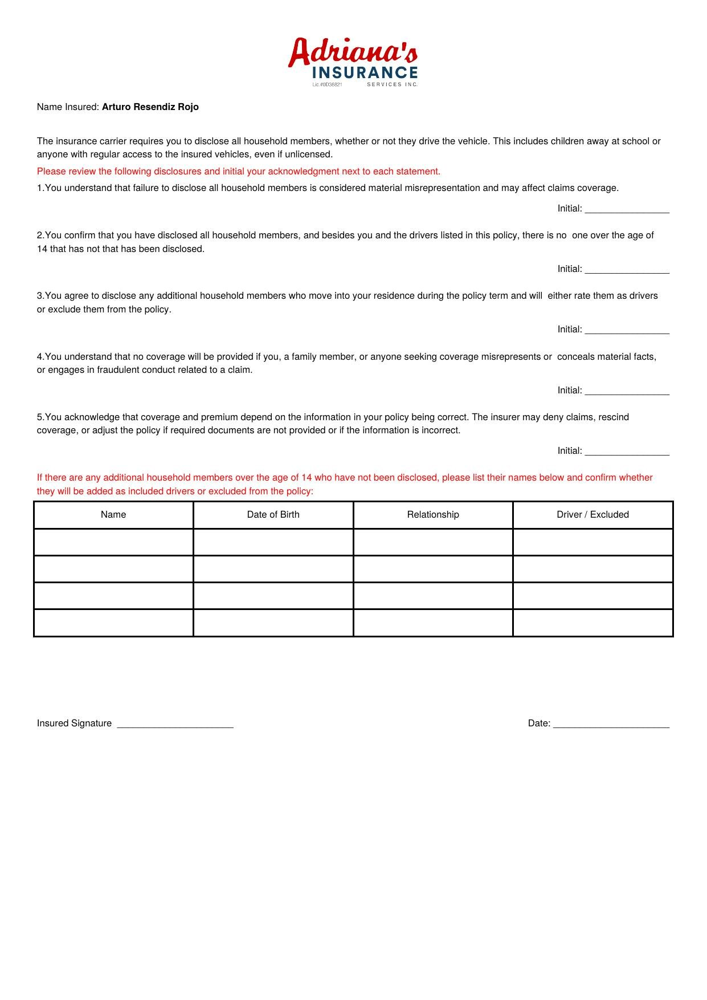 Adriana's
INSURANCE
Lic.#0D36821 SERVICES INC.
Name Insured: Arturo Resendiz Rojo
The insurance carrier requires you to disclose all household members, whether or not they drive the vehicle. This includes children away at school or
anyone with regular access to the insured vehicles, even if unlicensed.
Please review the following disclosures and initial your acknowledgment next to each statement.
1.You understand that failure to disclose all household members is considered material misrepresentation and may affect claims coverage.
Initial: ________________
2.You confirm that you have disclosed all household members, and besides you and the drivers listed in this policy, there is no  one over the age of
14 that has not that has been disclosed.
Initial: ________________
3.You agree to disclose any additional household members who move into your residence during the policy term and will  either rate them as drivers
or exclude them from the policy.
Initial: ________________
4.You understand that no coverage will be provided if you, a family member, or anyone seeking coverage misrepresents or  conceals material facts,
or engages in fraudulent conduct related to a claim.
Initial: ________________
5.You acknowledge that coverage and premium depend on the information in your policy being correct. The insurer may deny claims, rescind
coverage, or adjust the policy if required documents are not provided or if the information is incorrect.
Initial: ________________
If there are any additional household members over the age of 14 who have not been disclosed, please list their names below and confirm whether
they will be added as included drivers or excluded from the policy:
Name Date of Birth Relationship Driver / Excluded
Insured Signature ______________________ Date: ______________________